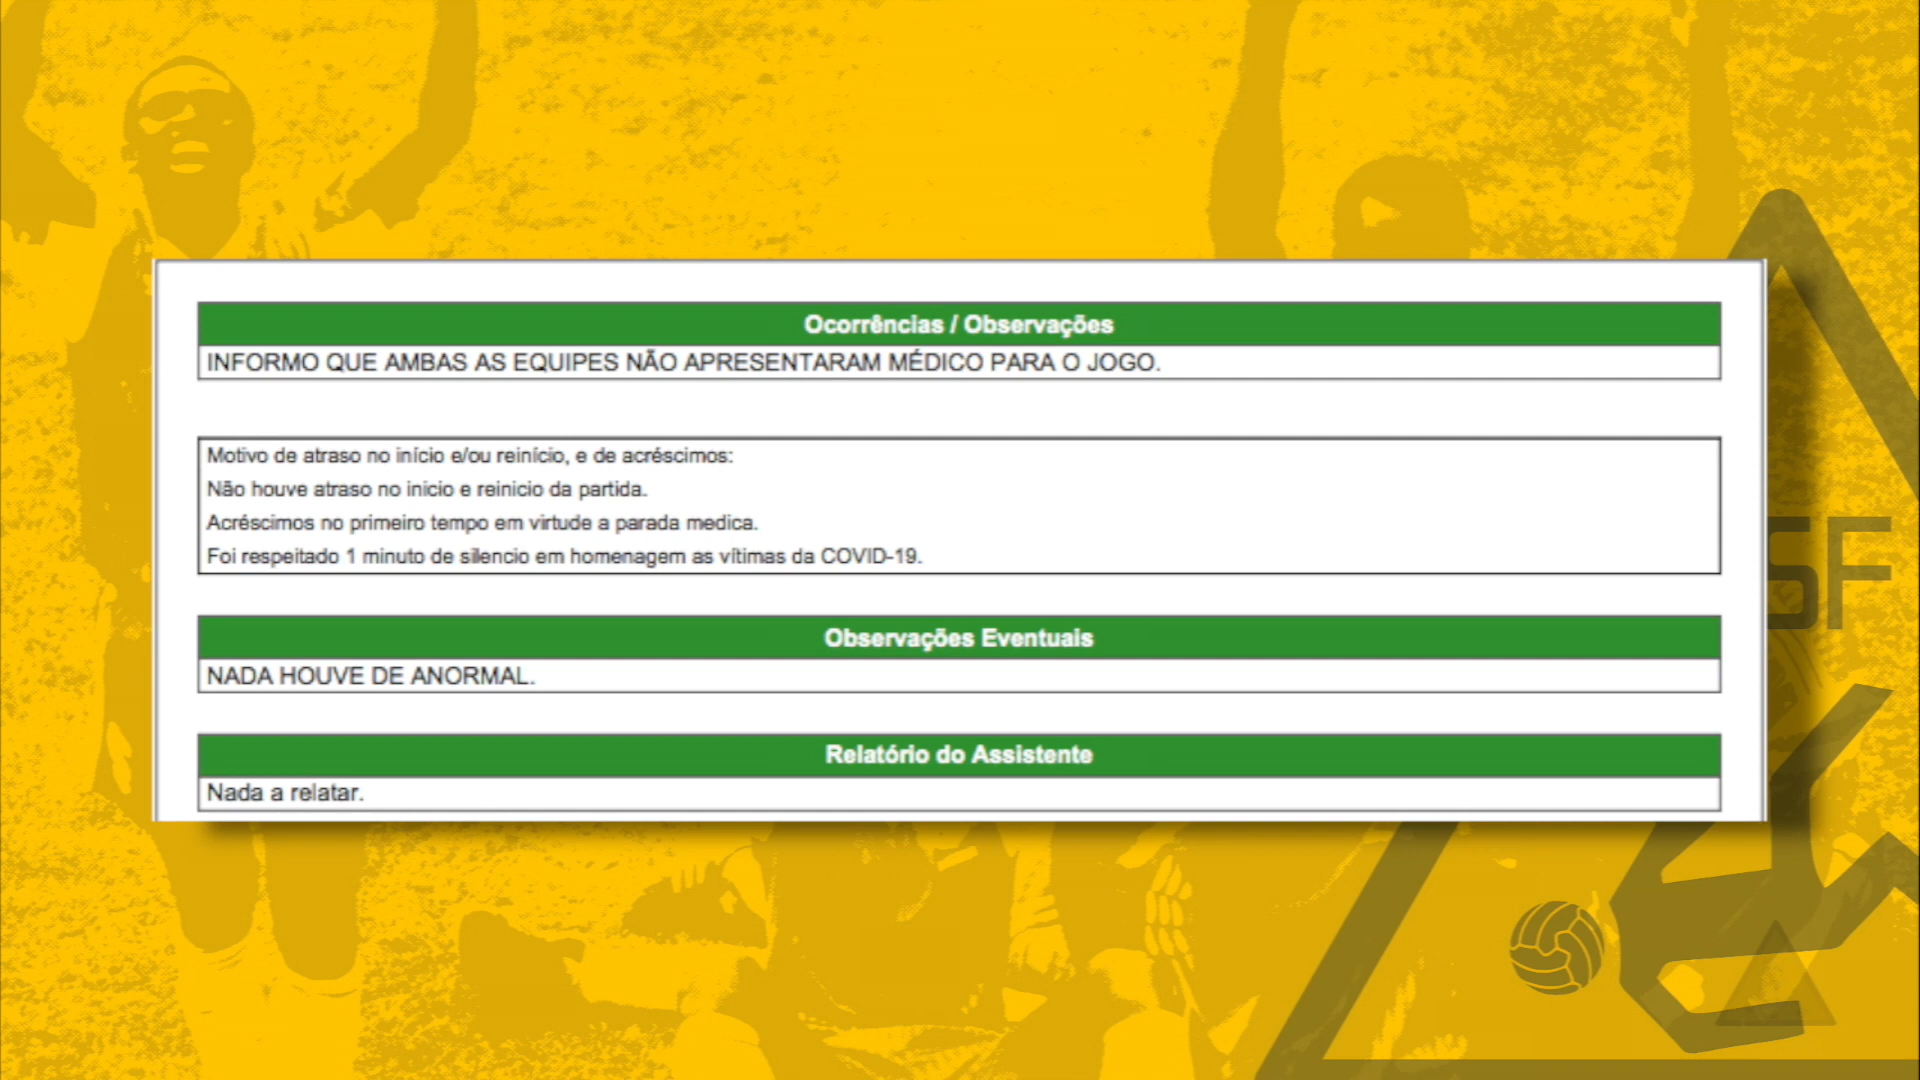 Ocorrências / Observações
INFORMO QUE AMBAS AS EQUIPES NÃO APRESENTARAM MÉDICO PARA O JOGO.
Motivo de atraso no início e/ou reinício, e de acréscimos:
Não houve atraso no inicio e reinicio da partida.
Acréscimos no primeiro tempo em virtude a parada medica.
Foi respeitado 1 minuto de silencio em homenagem as vítimas da COVID-19.
SF
Observações Eventuais
NADA HOUVE DE ANORMAL.
Relatório do Assistente
Nada a relatar.